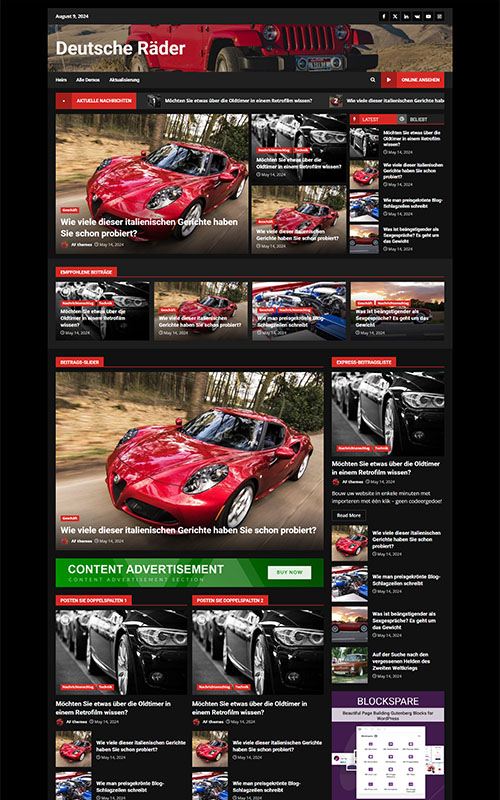 August 9, 2024
Deutsche Räder
Heim
Alle Demos
Aktualisierung
ONLINE ANSEHEN
AKTUELLE NACHRICHTEN
Möchten Sie etwas über die Oldtimer in einem Retrofilm wissen?
Wie viele dieser italienischen Gerichte haben
Geschäft
Wie viele dieser italienischen Gerichte haben
Sie schon probiert?
AF themes
May 14, 2024
Nachrichtenschlag
Technik
Möchten Sie etwas über die
Oldtimer in einem Retrofilm wissen?
May 14, 2024
Geschäft
Wie viele dieser italienischen
Gerichte haben Sie schon probiert?
May 14, 2024
LATEST
BELIEBT
Möchten Sie etwas über die
Oldtimer in einem Retrofilm
wissen?
May 14, 2024
Wie viele dieser italienischen
Gerichte haben Sie schon
probiert?
May 14, 2024
Wie man preisgekrönte Blog-
Schlagzeilen schreibt
May 14, 2024
Was ist beängstigender als
Sexgespräche? Es geht um
das Gewicht
May 14, 2024
EMPFOHLENE BEITRÄGE
Nachrichtenschlag
Technik
Möchten Sie etwas über die
Oldtimer in einem Retrofilm
wissen?
May 14, 2024
Geschäft
Wie viele dieser italienischen
Gerichte haben Sie schon probiert?
May 14, 2024
Geschäft
Nachrichtenschlag
Wie man preisgekrönte Blog-
Schlagzeilen schreibt
May 14, 2024
Geschäft
Nachrichtenschlag
Was ist beängstigender als
Sexgespräche? Es geht um das
Gewicht
May 14, 2024
BEITRAGS-SLIDER
Geschäft
Wie viele dieser italienischen Gerichte haben Sie schon probiert?
AF themes
May 14, 2024
CONTENT ADVERTISEMENT
CONTENT ADVERTISEMENT SECTION
BUY NOW
POSTEN SIE DOPPELSPALTEN 1
Nachrichtenschlag
Technik
Möchten Sie etwas über die Oldtimer in
einem Retrofilm wissen?
AF themes
May 14, 2024
Wie viele dieser italienischen Gerichte
haben Sie schon probiert?
May 14, 2024
Wie man preisgekrönte Blog-
Schlagzeilen schreibt
May 14, 2024
POSTEN SIE DOPPELSPALTEN 2
Nachrichtenschlag
Technik
Möchten Sie etwas über die Oldtimer in
einem Retrofilm wissen?
AF themes
May 14, 2024
Wie viele dieser italienischen Gerichte
haben Sie schon probiert?
May 14, 2024
Wie man preisgekrönte Blog-
Schlagzeilen schreibt
May 14, 2024
EXPRESS-BEITRAGSLISTE
Nachrichtenschlag
Technik
Möchten Sie etwas über die Oldtimer
in einem Retrofilm wissen?
AF themes
May 14, 2024
Bouw uw website in enkele minuten met
importeren met één klik – geen codeergedoe!
Read More
Wie viele dieser italienischen
Gerichte haben Sie schon
probiert?
May 14, 2024
Wie man preisgekrönte Blog-
Schlagzeilen schreibt
May 14, 2024
Was ist beängstigender als
Sexgespräche? Es geht um
das Gewicht
May 14, 2024
Auf der Suche nach den
vergessenen Helden des
Zweiten Weltkriegs
May 14, 2024
BLOCKSPARE
Beautiful Page Building Gutenberg Blocks for
WordPress